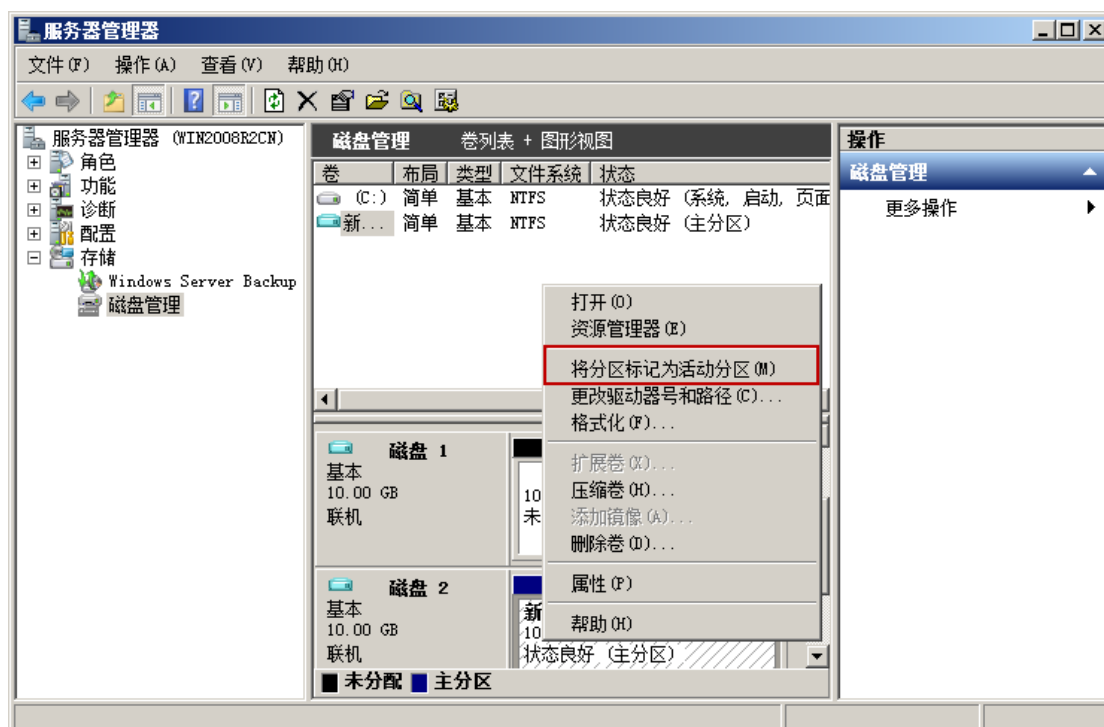 服务器管理器
文件(F) 操作(A) 查看(V) 帮助(H)
服务器管理器 (WIN2008R2CN)
角色
功能
诊断
配置
存储
Windows Server Backup
磁盘管理
磁盘管理 卷列表 + 图形视图
卷 布局 类型 文件系统 状态
(C:) 简单 基本 NTFS 状态良好 (系统, 启动, 页面
新... 简单 基本 NTFS 状态良好 (主分区)
打开(O)
资源管理器(E)
将分区标记为活动分区(M)
更改驱动器号和路径(C)...
格式化(F)...
扩展卷(X)...
压缩卷(H)...
添加镜像(A)...
删除卷(D)...
属性(P)
帮助(H)
磁盘 1
基本
10.00 GB
联机
10
未
磁盘 2
基本
10.00 GB
联机
新
10
状态良好 (主分区)
未分配 主分区
操作
磁盘管理
更多操作